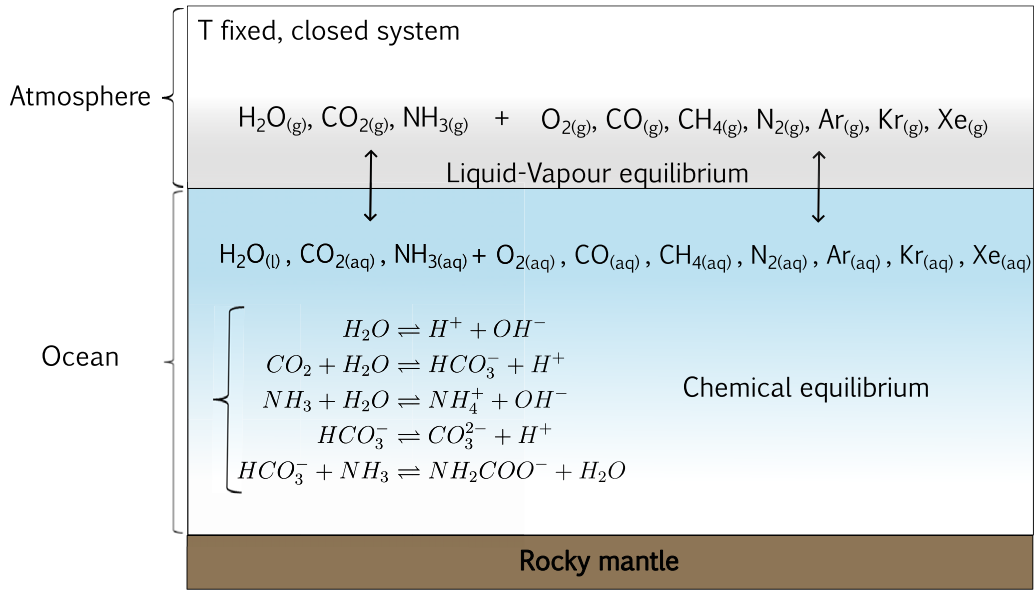 T fixed, closed system
Atmosphere
H₂O₍g₎, CO₂₍g₎, NH₃₍g₎ + O₂₍g₎, CO₍g₎, CH₄₍g₎, N₂₍g₎, Ar₍g₎, Kr₍g₎, Xe₍g₎
Liquid-Vapour equilibrium
H₂O₍l₎, CO₂₍aq₎, NH₃₍aq₎ + O₂₍aq₎, CO₍aq₎, CH₄₍aq₎, N₂₍aq₎, Ar₍aq₎, Kr₍aq₎, Xe₍aq₎
Ocean
H₂O ⇌ H⁺ + OH⁻
CO₂ + H₂O ⇌ HCO₃⁻ + H⁺
NH₃ + H₂O ⇌ NH₄⁺ + OH⁻
HCO₃⁻ ⇌ CO₃²⁻ + H⁺
HCO₃⁻ + NH₃ ⇌ NH₂COO⁻ + H₂O
Chemical equilibrium
Rocky mantle